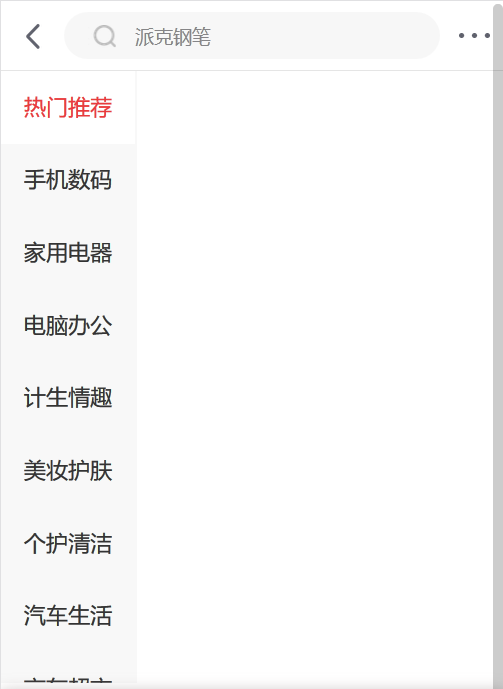 派克钢笔
热门推荐
手机数码
家用电器
电脑办公
计生情趣
美妆护肤
个护清洁
汽车生活